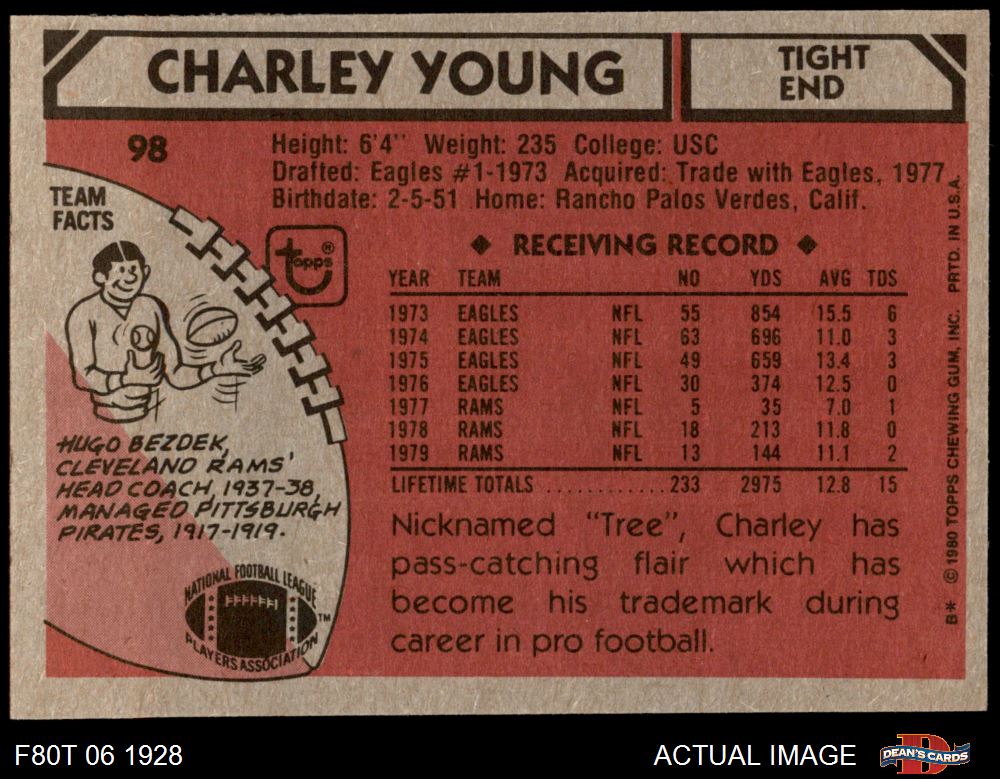 CHARLEY YOUNG
TIGHT
END
98
Height: 6'4'' Weight: 235 College: USC
Drafted: Eagles #1-1973 Acquired: Trade with Eagles, 1977
Birthdate: 2-5-51 Home: Rancho Palos Verdes, Calif.
TEAM
FACTS
topps®
HUGO BEZDEK,
CLEVELAND RAMS'
HEAD COACH, 1937-38,
MANAGED PITTSBURGH
PIRATES, 1917-1919.
NATIONAL FOOTBALL LEAGUE
PLAYERS ASSOCIATION
TM
◆ RECEIVING RECORD ◆
YEAR TEAM NO YDS AVG TDS
1973 EAGLES NFL 55 854 15.5 6
1974 EAGLES NFL 63 696 11.0 3
1975 EAGLES NFL 49 659 13.4 3
1976 EAGLES NFL 30 374 12.5 0
1977 RAMS NFL 5 35 7.0 1
1978 RAMS NFL 18 213 11.8 0
1979 RAMS NFL 13 144 11.1 2
LIFETIME TOTALS ............ 233 2975 12.8 15
Nicknamed "Tree", Charley has
pass-catching flair which has
become his trademark during
career in pro football.
B* © 1980 TOPPS CHEWING GUM, INC. PRTD. IN U.S.A.
F80T 06 1928
ACTUAL IMAGE
DEAN'S CARDS